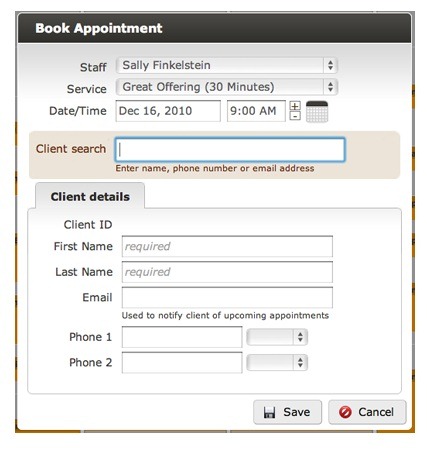 Book Appointment
Staff Sally Finkelstein
Service Great Offering (30 Minutes)
Date/Time Dec 16, 2010 9:00 AM + -
Client search
Enter name, phone number or email address
Client details
Client ID
First Name required
Last Name required
Email
Used to notify client of upcoming appointments
Phone 1
Phone 2
Save Cancel